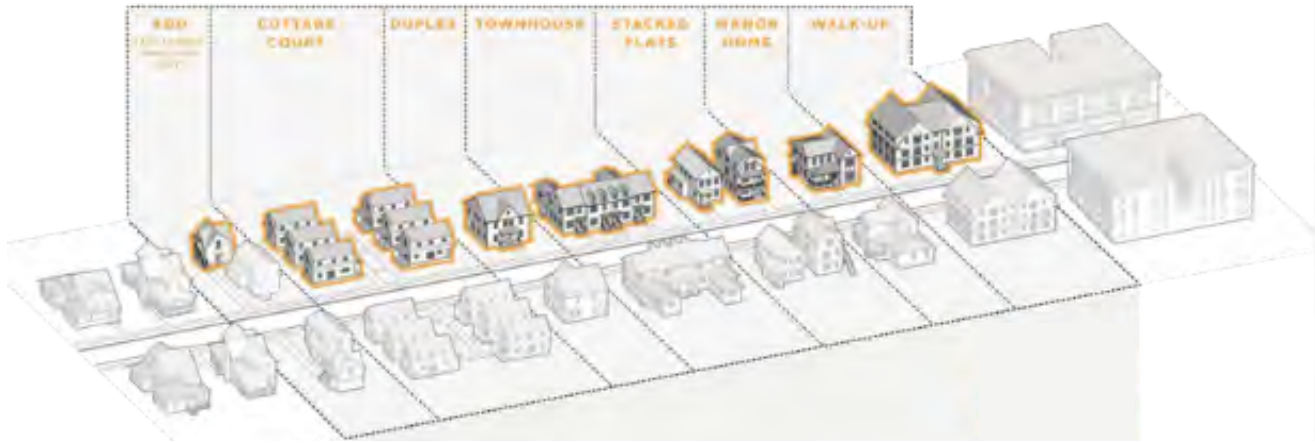 ADU
COTTAGE
COURT
DUPLEX
TOWNHOUSE
STACKED
FLATS
MANOR
HOME
WALK-UP